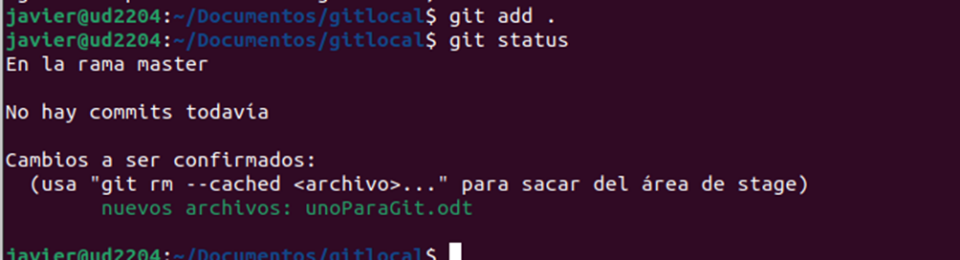 javier@ud2204:~/Documentos/gitlocal$ git add .
javier@ud2204:~/Documentos/gitlocal$ git status
En la rama master
No hay commits todavía
Cambios a ser confirmados:
(usa "git rm --cached <archivo>..." para sacar del área de stage)
nuevos archivos: unoParaGit.odt
javier@ud2204:~/Documentos/gitlocal$